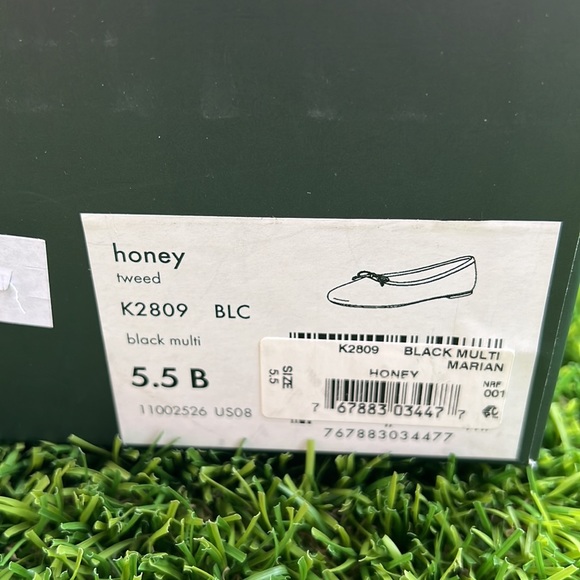 honey
tweed
K2809 BLC
black multi
5.5 B
11002526 US08
K2809 BLACK MULTI
MARIAN
HONEY
SIZE
5.5
NRF
001
7 67883 03447 7
767883034477